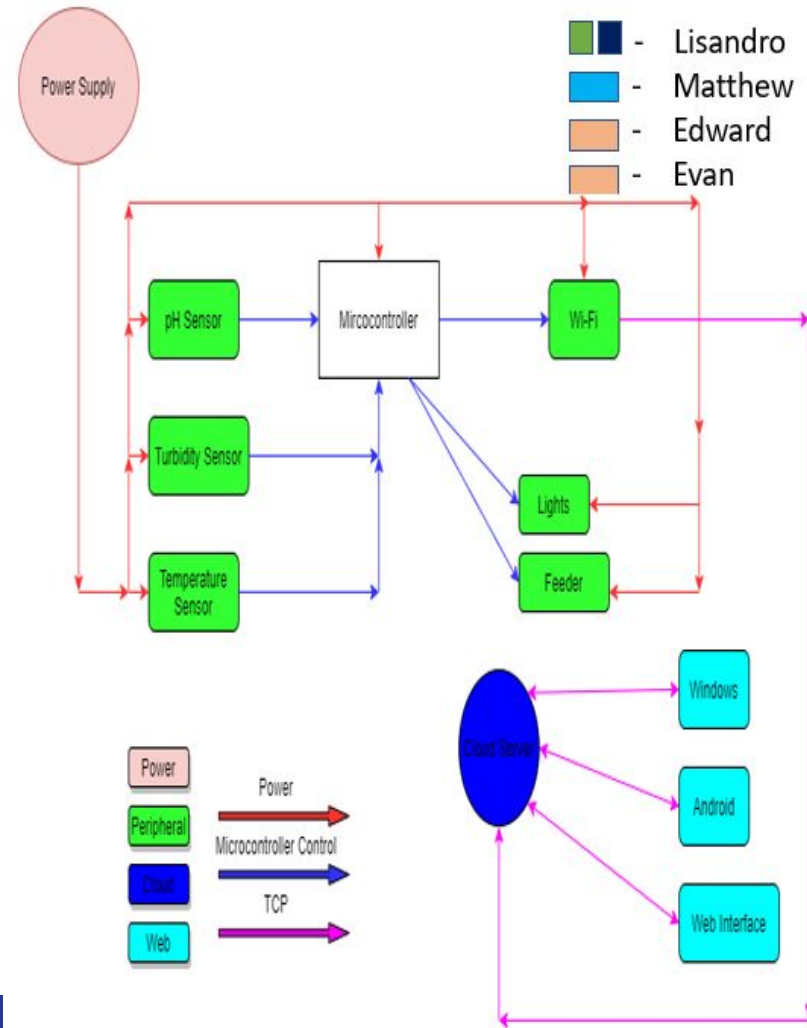 Power Supply
- Lisandro
- Matthew
- Edward
- Evan
pH Sensor
Mircocontroller
Wi-Fi
Turbidity Sensor
Lights
Temperature
Sensor
Feeder
Cloud Server
Windows
Android
Web Interface
Power
Peripheral
Cloud
Web
Power
Microcontroller Control
TCP